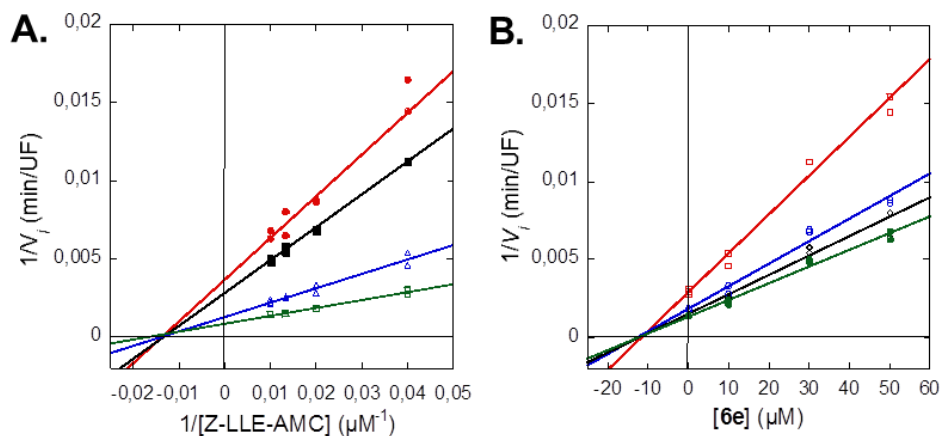 A.
0,02
0,015
0,01
0,005
0
1/Vi (min/UF)
-0,02 -0,01 0 0,01 0,02 0,03 0,04 0,05
1/[Z-LLE-AMC] (µM-1)
B.
0,02
0,015
0,01
0,005
0
1/Vi (min/UF)
-20 -10 0 10 20 30 40 50 60
[6e] (µM)